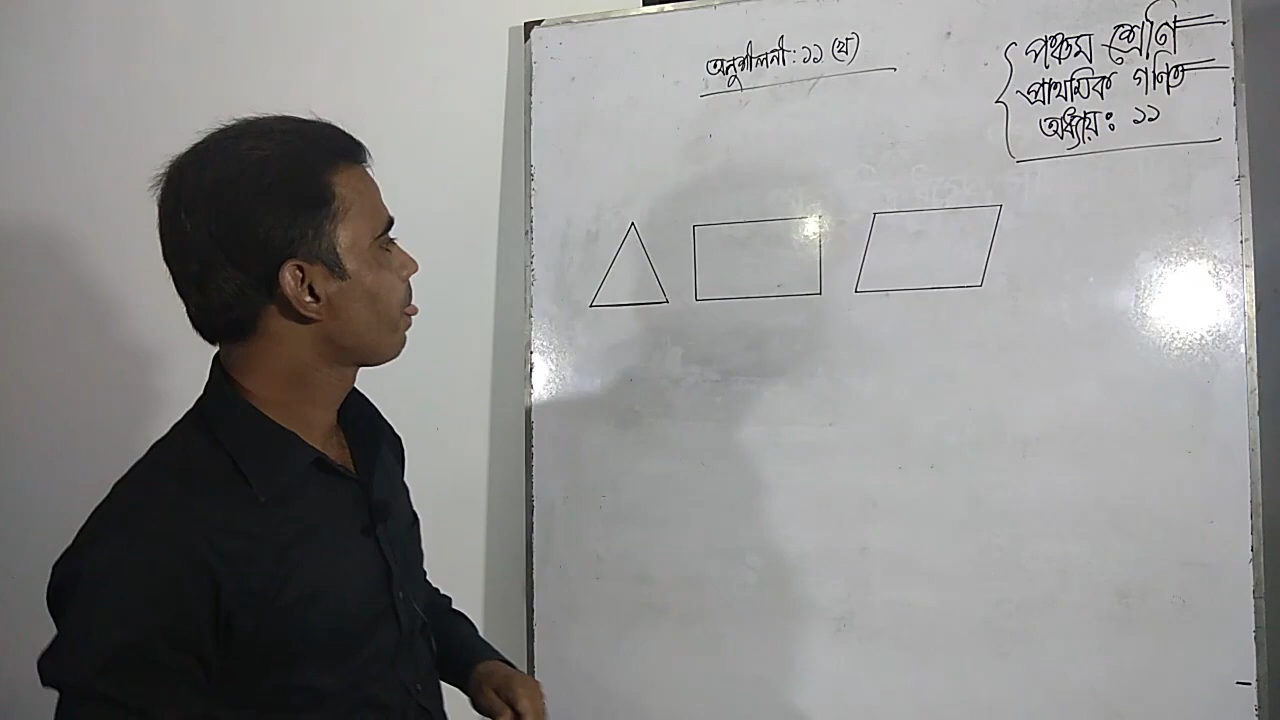 অনুশীলনী : ১১ (খ)
পঞ্চম শ্রেণি
প্রাথমিক গণিত
অধ্যায় : ১১